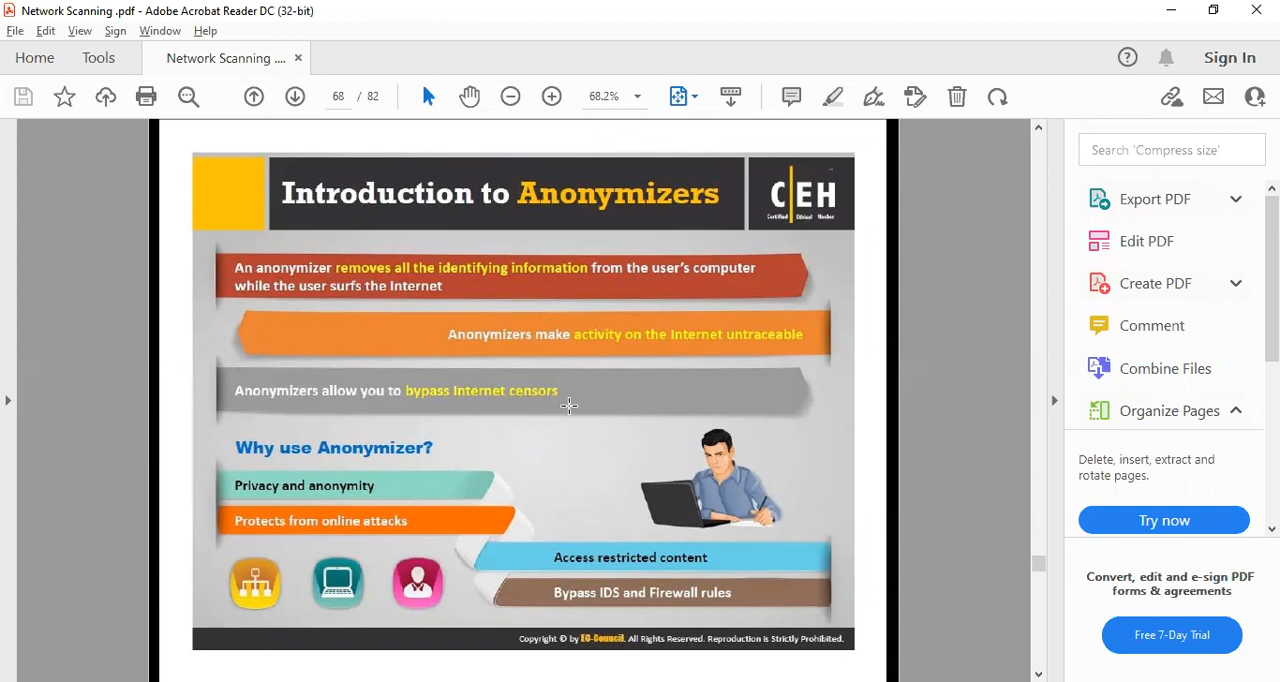 Network Scanning .pdf - Adobe Acrobat Reader DC (32-bit)
File Edit View Sign Window Help
Home Tools Network Scanning .... × Sign In
68 / 82 68.2%
Search 'Compress size'
Introduction to Anonymizers
C|EH
Certified Ethical Hacker
An anonymizer removes all the identifying information from the user's computer
while the user surfs the Internet
Anonymizers make activity on the Internet untraceable
Anonymizers allow you to bypass Internet censors
Why use Anonymizer?
Privacy and anonymity
Protects from online attacks
Access restricted content
Bypass IDS and Firewall rules
Copyright © by EC-Council. All Rights Reserved. Reproduction is Strictly Prohibited.
Export PDF
Edit PDF
Create PDF
Comment
Combine Files
Organize Pages
Delete, insert, extract and
rotate pages.
Try now
Convert, edit and e-sign PDF
forms & agreements
Free 7-Day Trial